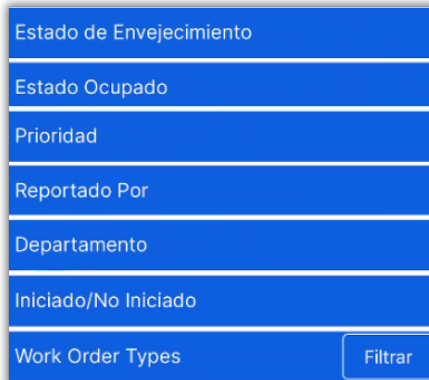 Estado de Envejecimiento
Estado Ocupado
Prioridad
Reportado Por
Departamento
Iniciado/No Iniciado
Work Order Types Filtrar